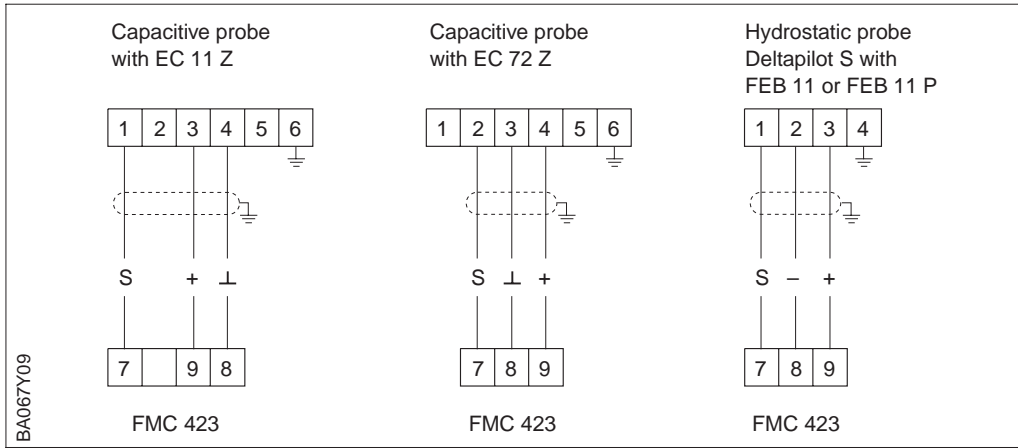 Capacitive probe
with EC 11 Z
1 2 3 4 5 6
S + ⊥
7 9 8
FMC 423
Capacitive probe
with EC 72 Z
1 2 3 4 5 6
S ⊥ +
7 8 9
FMC 423
Hydrostatic probe
Deltapilot S with
FEB 11 or FEB 11 P
1 2 3 4
S – +
7 8 9
FMC 423
BA067Y09